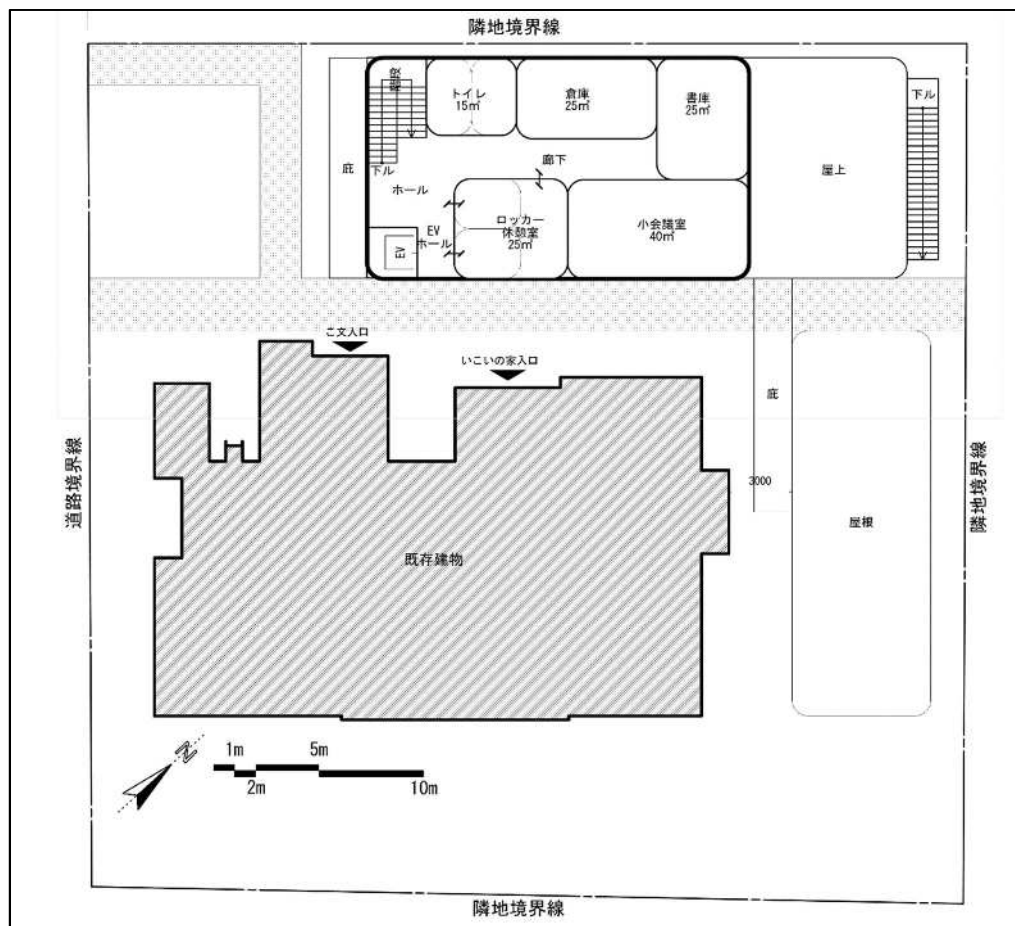 隣地境界線
階段
トイレ
15㎡
倉庫
25㎡
書庫
25㎡
下ル
庇
下ル
廊下
屋上
ホール
ロッカー
休憩室
25㎡
小会議室
40㎡
EV
ホール
EV
こ文入口
いこいの家入口
庇
道路境界線
隣地境界線
3000
屋根
既存建物
N
1m
5m
2m
10m
隣地境界線